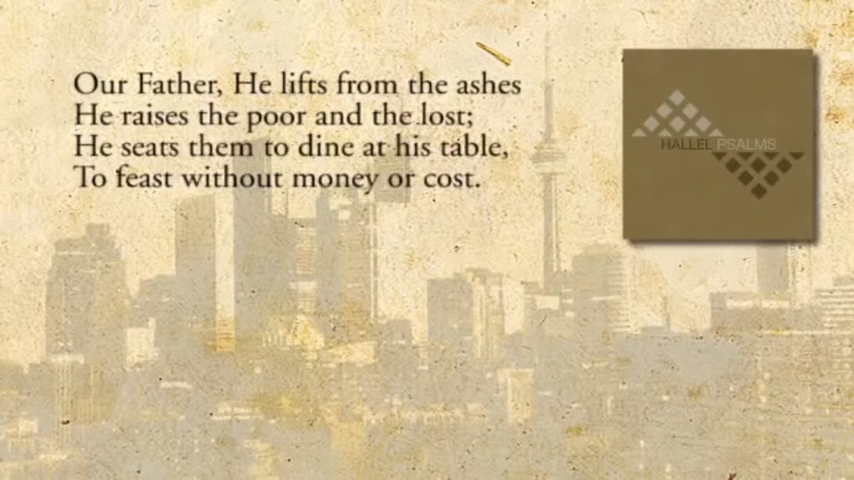 Our Father, He lifts from the ashes
He raises the poor and the lost;
He seats them to dine at his table,
To feast without money or cost.
HALLEL PSALMS